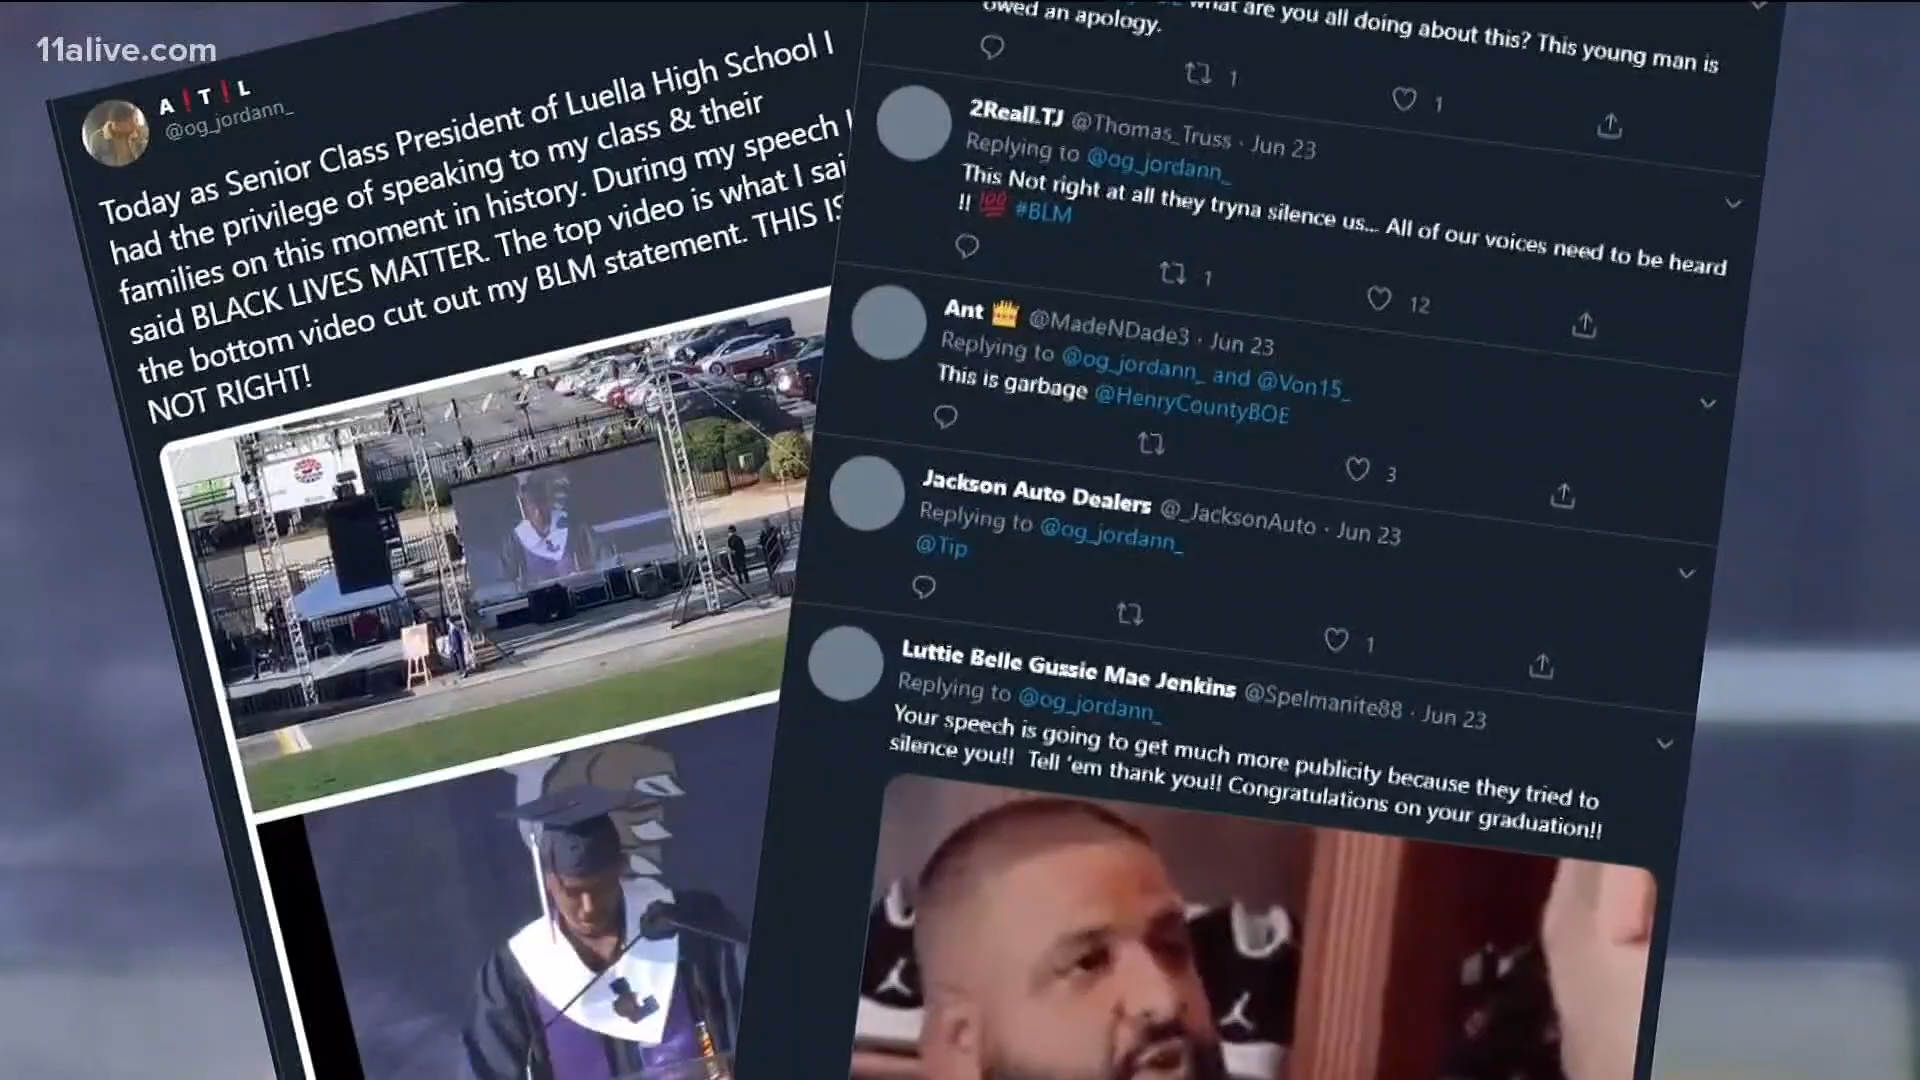 11alive.com
A❗T❗L
@og_jordann_
Today as Senior Class President of Luella High School I
had the privilege of speaking to my class & their
families on this moment in history. During my speech I
said BLACK LIVES MATTER. The top video is what I sai
the bottom video cut out my BLM statement. THIS IS
NOT RIGHT!
what are you all doing about this? This young man is
owed an apology.
1
1
2Reall.TJ @Thomas_Truss · Jun 23
Replying to @og_jordann_
This Not right at all they tryna silence us... All of our voices need to be heard
!! 💯 #BLM
1
12
Ant 👑 @MadeNDade3 · Jun 23
Replying to @og_jordann_ and @Von15_
This is garbage @HenryCountyBOE
3
Jackson Auto Dealers @_JacksonAuto · Jun 23
Replying to @og_jordann_
@Tip
1
Luttie Belle Gussie Mae Jenkins @Spelmanite88 · Jun 23
Replying to @og_jordann_
Your speech is going to get much more publicity because they tried to
silence you!! Tell 'em thank you!! Congratulations on your graduation!!